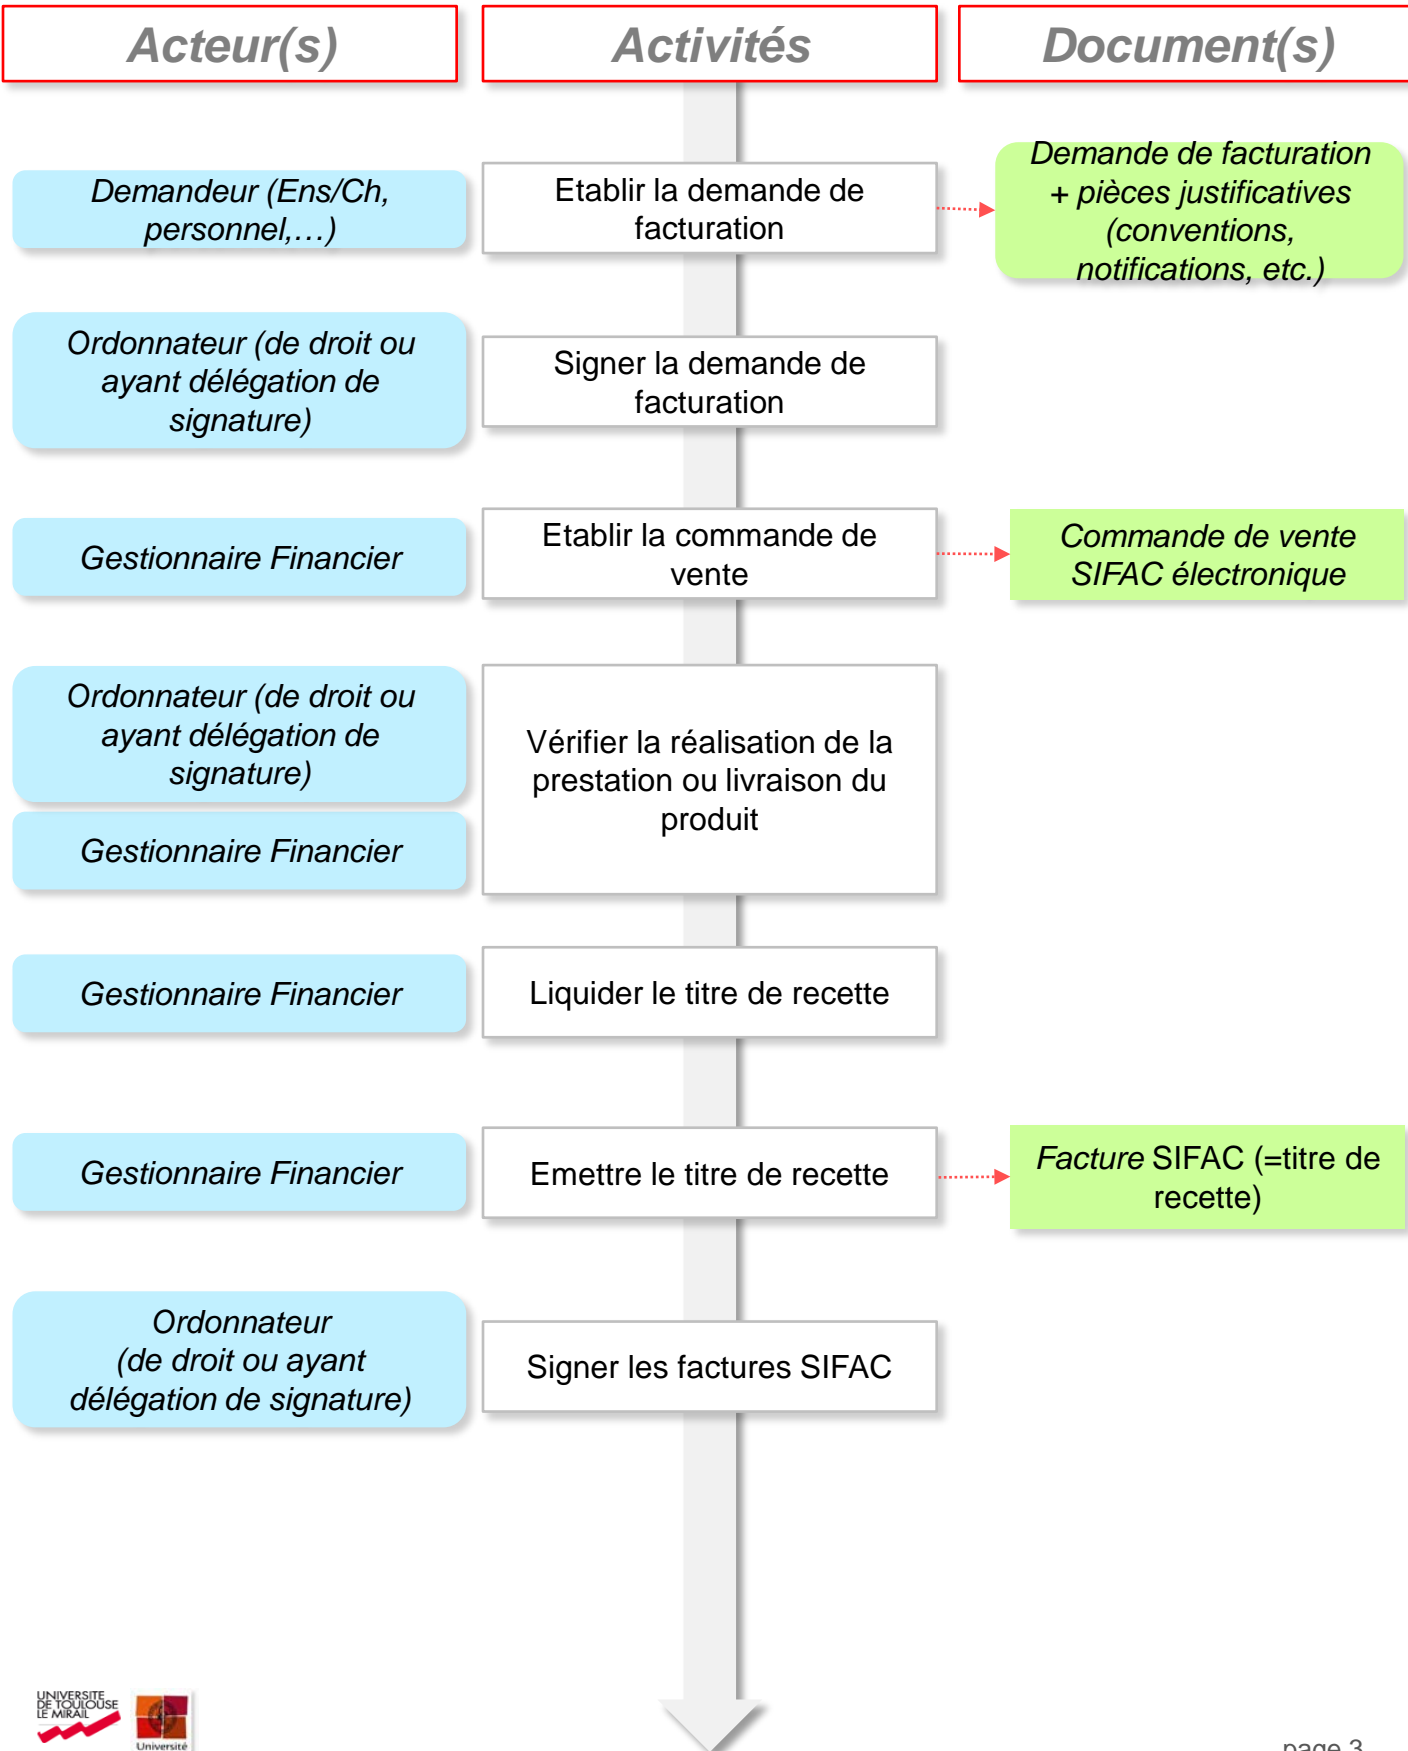 Acteur(s)
Activités
Document(s)
Demandeur (Ens/Ch,
personnel,…)
Etablir la demande de
facturation
Demande de facturation
+ pièces justificatives
(conventions,
notifications, etc.)
Ordonnateur (de droit ou
ayant délégation de
signature)
Signer la demande de
facturation
Gestionnaire Financier
Etablir la commande de
vente
Commande de vente
SIFAC électronique
Ordonnateur (de droit ou
ayant délégation de
signature)
Gestionnaire Financier
Vérifier la réalisation de la
prestation ou livraison du
produit
Gestionnaire Financier
Liquider le titre de recette
Gestionnaire Financier
Emettre le titre de recette
Facture SIFAC (=titre de
recette)
Ordonnateur
(de droit ou ayant
délégation de signature)
Signer les factures SIFAC
UNIVERSITE
DE TOULOUSE
LE MIRAIL
Université
page 3